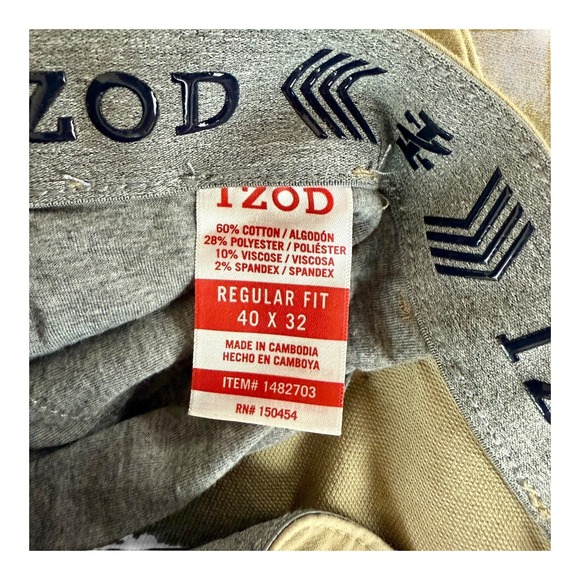 ZOD
IZOD
60% COTTON / ALGODÓN
28% POLYESTER / POLIÉSTER
10% VISCOSE / VISCOSA
2% SPANDEX / SPANDEX
REGULAR FIT
40 X 32
MADE IN CAMBODIA
HECHO EN CAMBOYA
ITEM# 1482703
RN# 150454
I